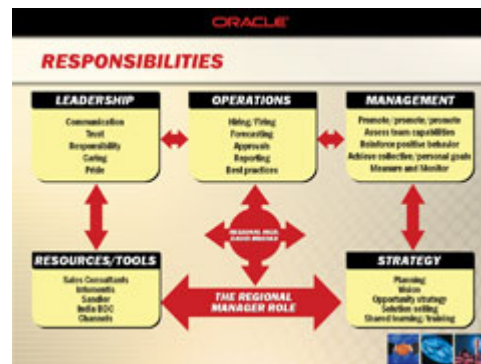 ORACLE
RESPONSIBILITIES
LEADERSHIP
Communication
Trust
Responsibility
Caring
Pride
OPERATIONS
Hiring/Firing
Forecasting
Approvals
Reporting
Best practices
MANAGEMENT
Promote/promote/promote
Assess team capabilities
Reinforce positive behavior
Achieve collective/personal goals
Measure and Monitor
REGIONAL
RESOURCES/TOOLS
Sales Consultants
Sandler
India
Channels
THE REGIONAL
MANAGER ROLE
STRATEGY
Planning
Vision
Opportunity strategy
Solution selling
Shared learning/training